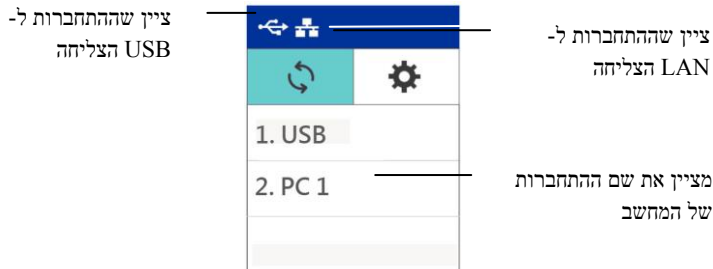 ציין שההתחברות ל-
USB הצליחה
ציין שההתחברות ל-
LAN הצליחה
1. USB
2. PC 1
מציין את שם ההתחברות
של המחשב